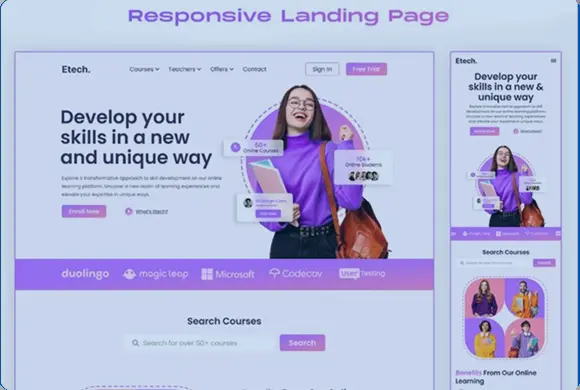 Responsive Landing Page
Etech.
Courses Teachers Offers Contact
Sign In
Free Trial
Develop your
skills in a new
and unique way
Explore a transformative approach to skill development on our online
learning platform. Uncover a new realm of learning experiences and
elevate your expertise in unique ways.
Enroll Now
What's Etech?
60+
Online Courses
10k+
Online Students
duolingo magic leap Microsoft Codecov UserTesting
Search Courses
Search for over 50+ courses
Search
Etech.
Develop your
skills in a new &
unique way
Search Courses
Benefits From Our Online
Learning